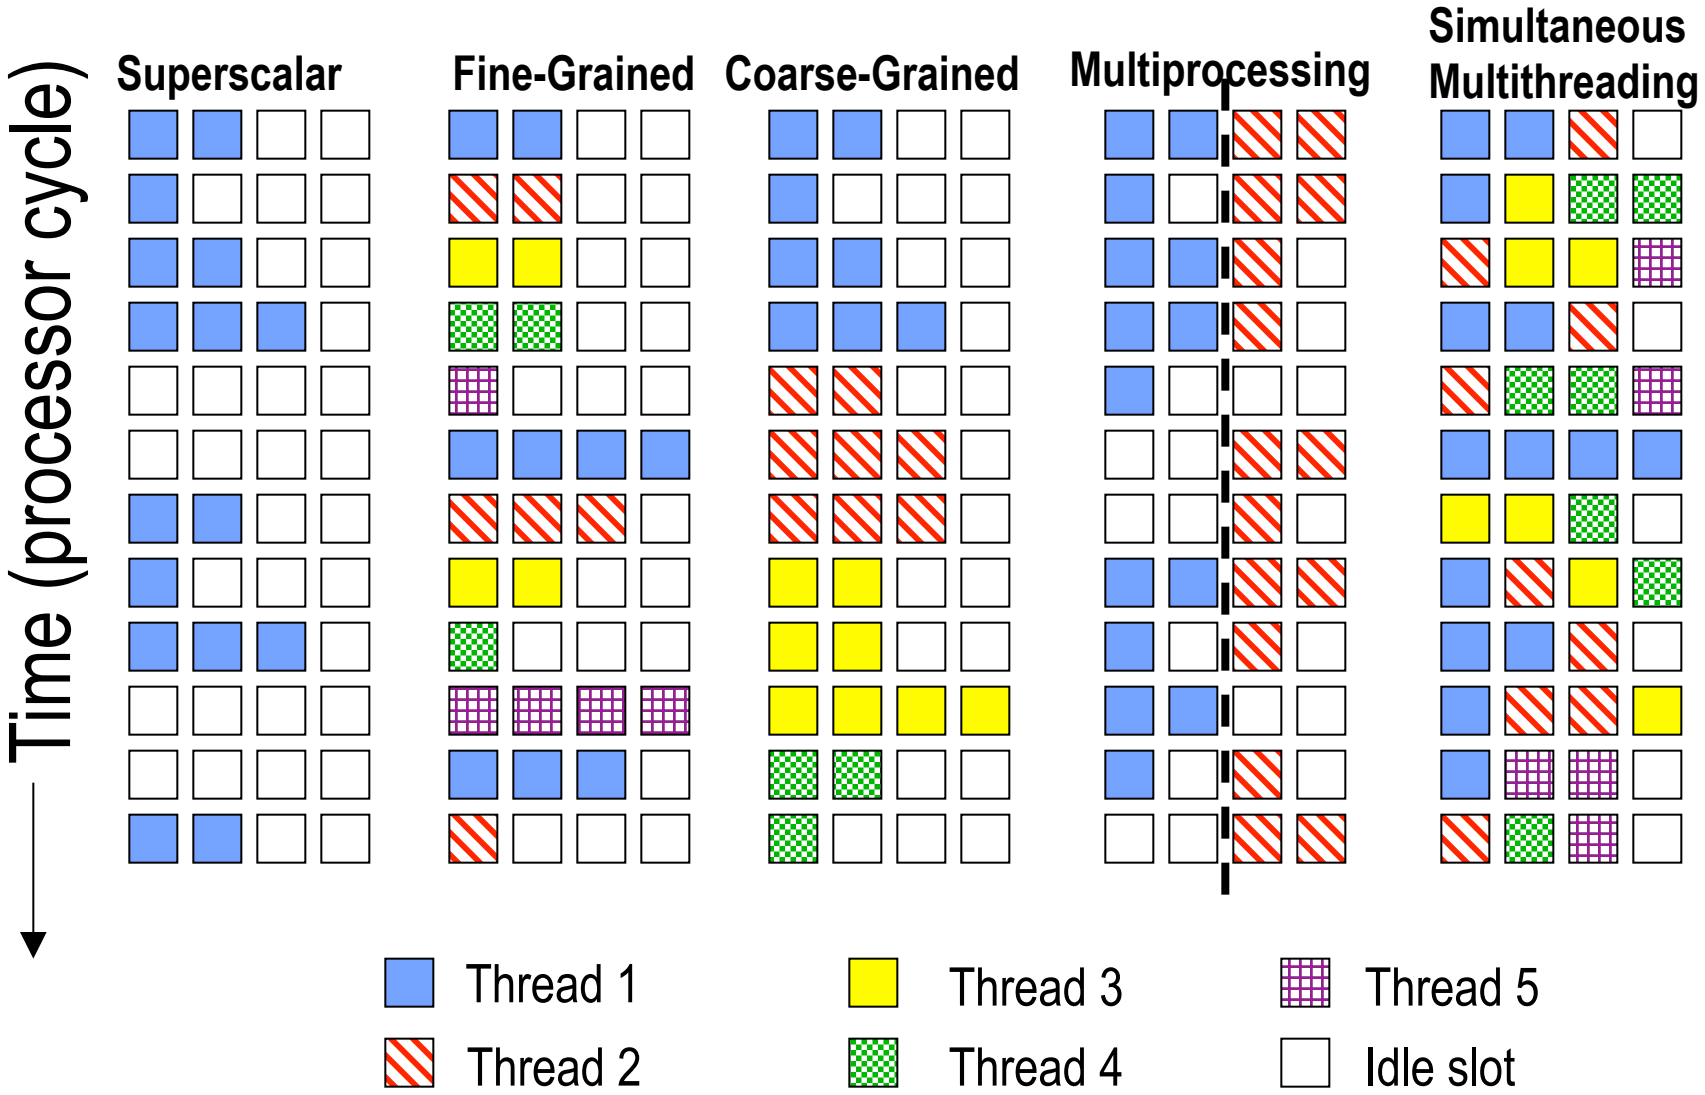 Simultaneous
Superscalar Fine-Grained Coarse-Grained Multiprocessing Multithreading
Time (processor cycle)
Thread 1 Thread 3 Thread 5
Thread 2 Thread 4 Idle slot